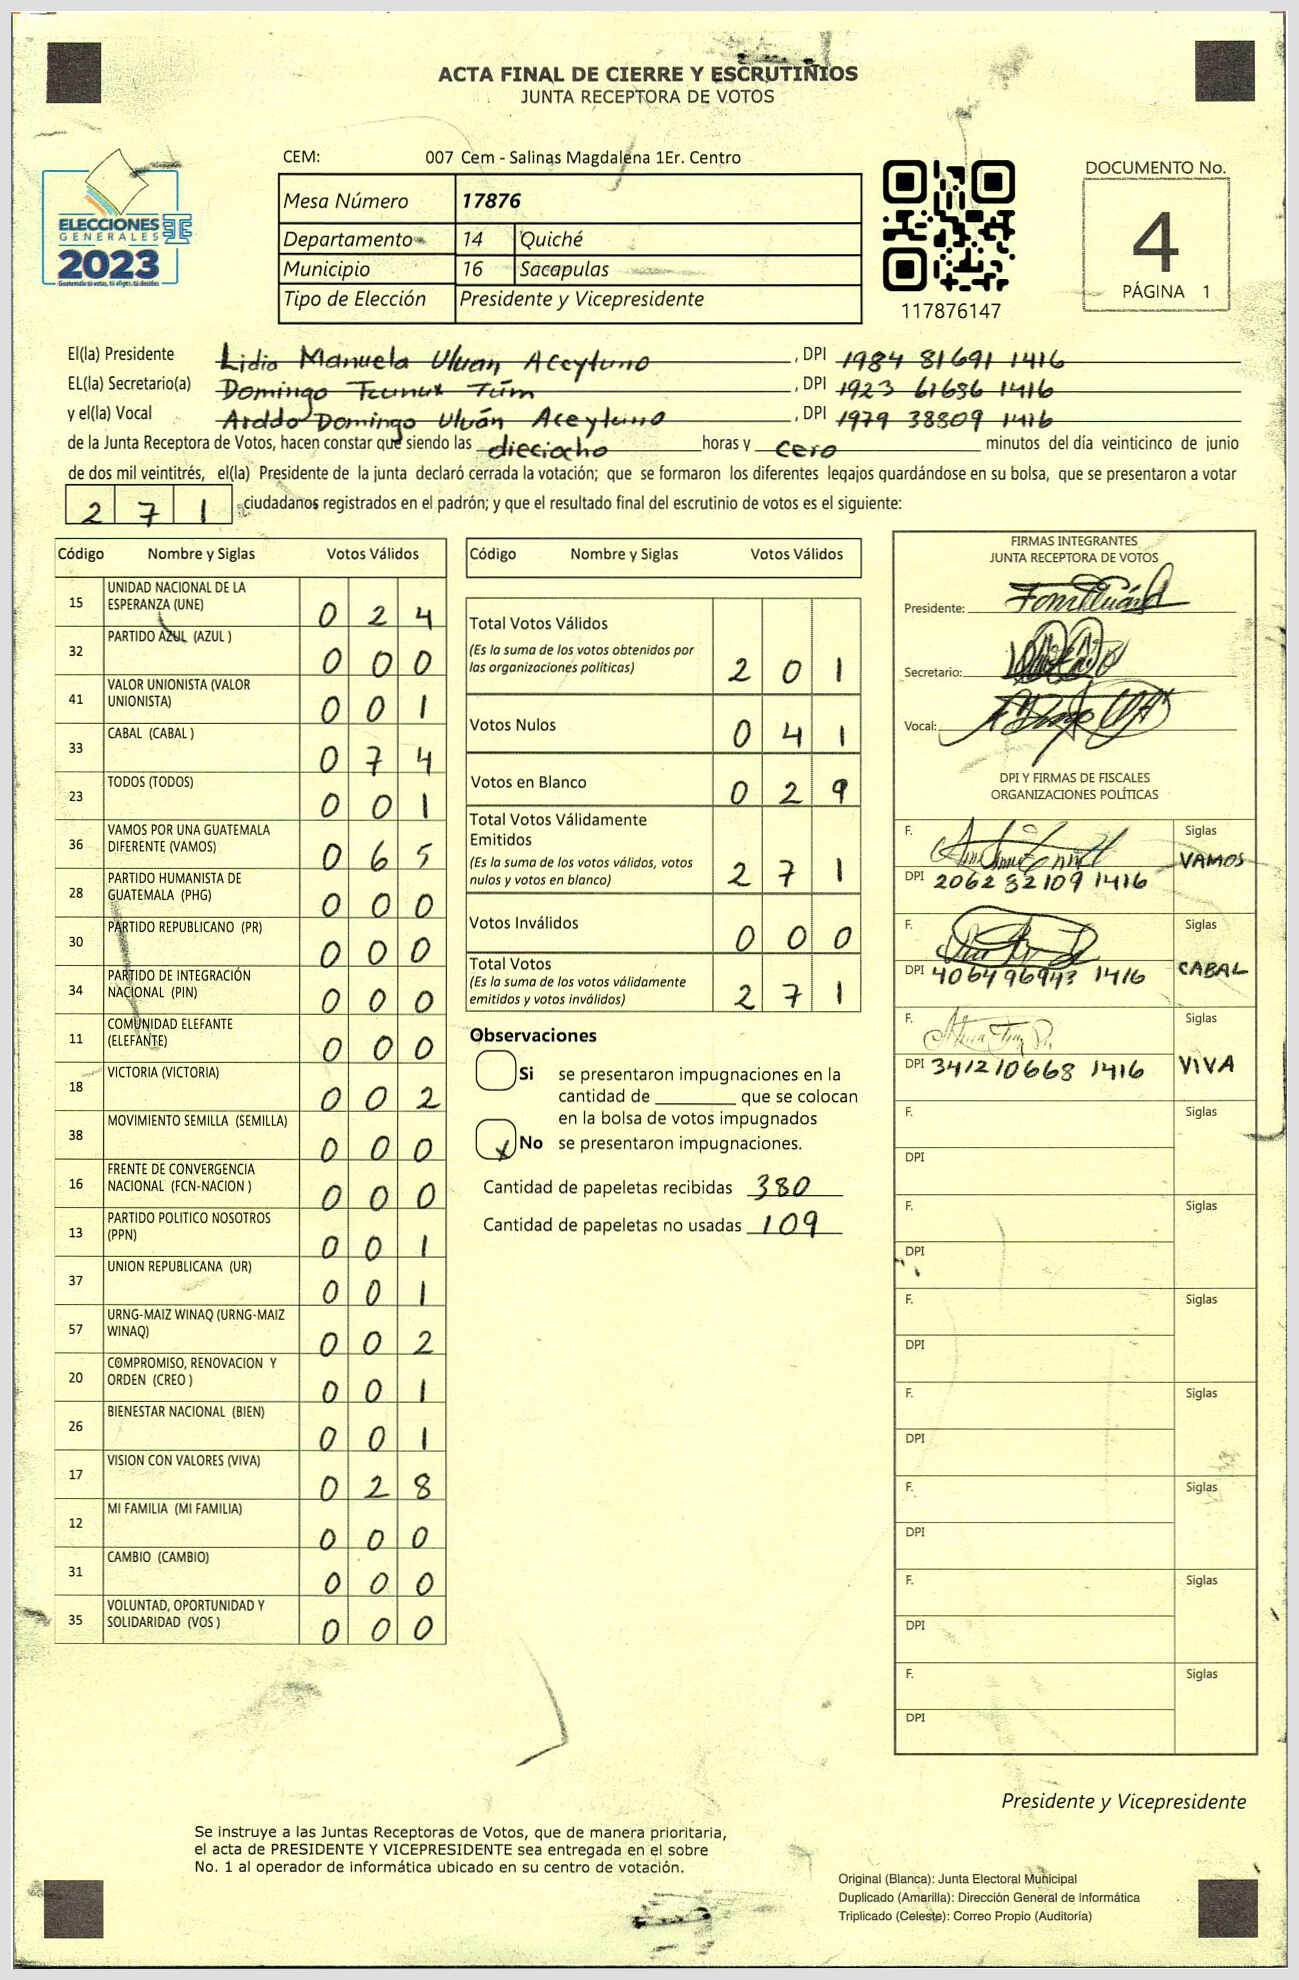 ACTA FINAL DE CIERRE Y ESCRUTINIOS
JUNTA RECEPTORA DE VOTOS
CEM: 007 Cem - Salinas Magdalena 1Er. Centro
Mesa Número 17876
Departamento 14 Quiché
Municipio 16 Sacapulas
Tipo de Elección Presidente y Vicepresidente
ELECCIONES
GENERALES
2023
Guatemala tú votas, tú eliges, tú decides
117876147
DOCUMENTO No.
4
PÁGINA 1
El(la) Presidente Lidia Manuela Uluan Aceytuno, DPI 1984 81691 1416
EL(la) Secretario(a) Domingo Túm, DPI 1923 61686 1416
y el(la) Vocal Domingo Uluán Aceytuno, DPI 1979 38809 1416
de la Junta Receptora de Votos, hacen constar que siendo las dieciocho horas y cero minutos del día veinticinco de junio
de dos mil veintitrés, el(la) Presidente de la junta declaró cerrada la votación; que se formaron los diferentes legajos quardándose en su bolsa, que se presentaron a votar
271 ciudadanos registrados en el padrón; y que el resultado final del escrutinio de votos es el siguiente:
Código Nombre y Siglas Votos Válidos
15 UNIDAD NACIONAL DE LA
ESPERANZA (UNE) 0 2 4
32 PARTIDO AZUL (AZUL ) 0 0 0
41 VALOR UNIONISTA (VALOR
UNIONISTA) 0 0 1
33 CABAL (CABAL ) 0 7 4
23 TODOS (TODOS) 0 0 1
36 VAMOS POR UNA GUATEMALA
DIFERENTE (VAMOS) 0 6 5
28 PARTIDO HUMANISTA DE
GUATEMALA (PHG) 0 0 0
30 PARTIDO REPUBLICANO (PR) 0 0 0
34 PARTIDO DE INTEGRACIÓN
NACIONAL (PIN) 0 0 0
11 COMUNIDAD ELEFANTE
(ELEFANTE) 0 0 0
18 VICTORIA (VICTORIA) 0 0 2
38 MOVIMIENTO SEMILLA (SEMILLA) 0 0 0
16 FRENTE DE CONVERGENCIA
NACIONAL (FCN-NACION ) 0 0 0
13 PARTIDO POLITICO NOSOTROS
(PPN) 0 0 1
37 UNION REPUBLICANA (UR) 0 0 1
57 URNG-MAIZ WINAQ (URNG-MAIZ
WINAQ) 0 0 2
20 COMPROMISO, RENOVACION Y
ORDEN (CREO ) 0 0 1
26 BIENESTAR NACIONAL (BIEN) 0 0 1
17 VISION CON VALORES (VIVA) 0 2 8
12 MI FAMILIA (MI FAMILIA) 0 0 0
31 CAMBIO (CAMBIO) 0 0 0
35 VOLUNTAD, OPORTUNIDAD Y
SOLIDARIDAD (VOS ) 0 0 0
Código Nombre y Siglas Votos Válidos
Total Votos Válidos
(Es la suma de los votos obtenidos por
las organizaciones políticas) 2 0 1
Votos Nulos 0 4 1
Votos en Blanco 0 2 9
Total Votos Válidamente
Emitidos
(Es la suma de los votos válidos, votos
nulos y votos en blanco) 2 7 1
Votos Inválidos 0 0 0
Total Votos
(Es la suma de los votos válidamente
emitidos y votos inválidos) 2 7 1
Observaciones
Si se presentaron impugnaciones en la
cantidad de ________ que se colocan
en la bolsa de votos impugnados
x No se presentaron impugnaciones.
Cantidad de papeletas recibidas 380
Cantidad de papeletas no usadas 109
FIRMAS INTEGRANTES
JUNTA RECEPTORA DE VOTOS
Presidente:
Secretario:
Vocal:
DPI Y FIRMAS DE FISCALES
ORGANIZACIONES POLÍTICAS
F. Siglas
VAMOS
DPI 2062 82109 1416
F. Siglas
CABAL
DPI 406496943 1416
F. Siglas
VIVA
DPI 341210668 1416
F. Siglas
DPI
F. Siglas
DPI
F. Siglas
DPI
F. Siglas
DPI
F. Siglas
DPI
F. Siglas
DPI
F. Siglas
DPI
Presidente y Vicepresidente
Se instruye a las Juntas Receptoras de Votos, que de manera prioritaria,
el acta de PRESIDENTE Y VICEPRESIDENTE sea entregada en el sobre
No. 1 al operador de informática ubicado en su centro de votación.
Original (Blanca): Junta Electoral Municipal
Duplicado (Amarilla): Dirección General de Informática
Triplicado (Celeste): Correo Propio (Auditoría)